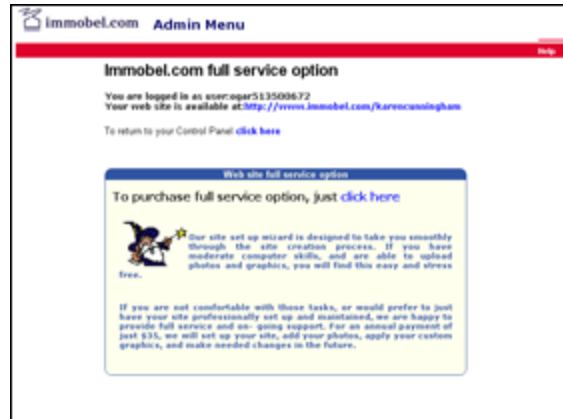 immobel.com Admin Menu
Help
Immobel.com full service option
You are logged in as user:ogar513500672
Your web site is available at:http://www.immobel.com/karencunningham
To return to your Control Panel click here
Web site full service option
To purchase full service option, just click here
Our site set up wizard is designed to take you smoothly
through the site creation process. If you have
moderate computer skills, and are able to upload
photos and graphics, you will find this easy and stress
free.
If you are not comfortable with those tasks, or would prefer to just
have your site professionally set up and maintained, we are happy to
provide full service and on- going support. For an annual payment of
just $35, we will set up your site, add your photos, apply your custom
graphics, and make needed changes in the future.